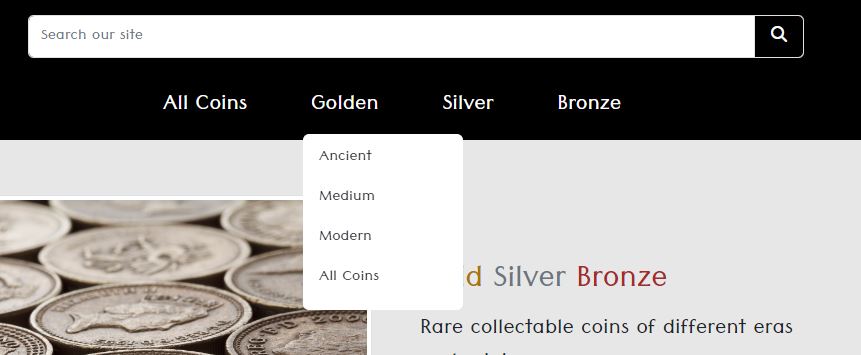 Search our site
All Coins Golden Silver Bronze
Ancient
Medium
Modern
All Coins
Silver Bronze
Rare collectable coins of different eras